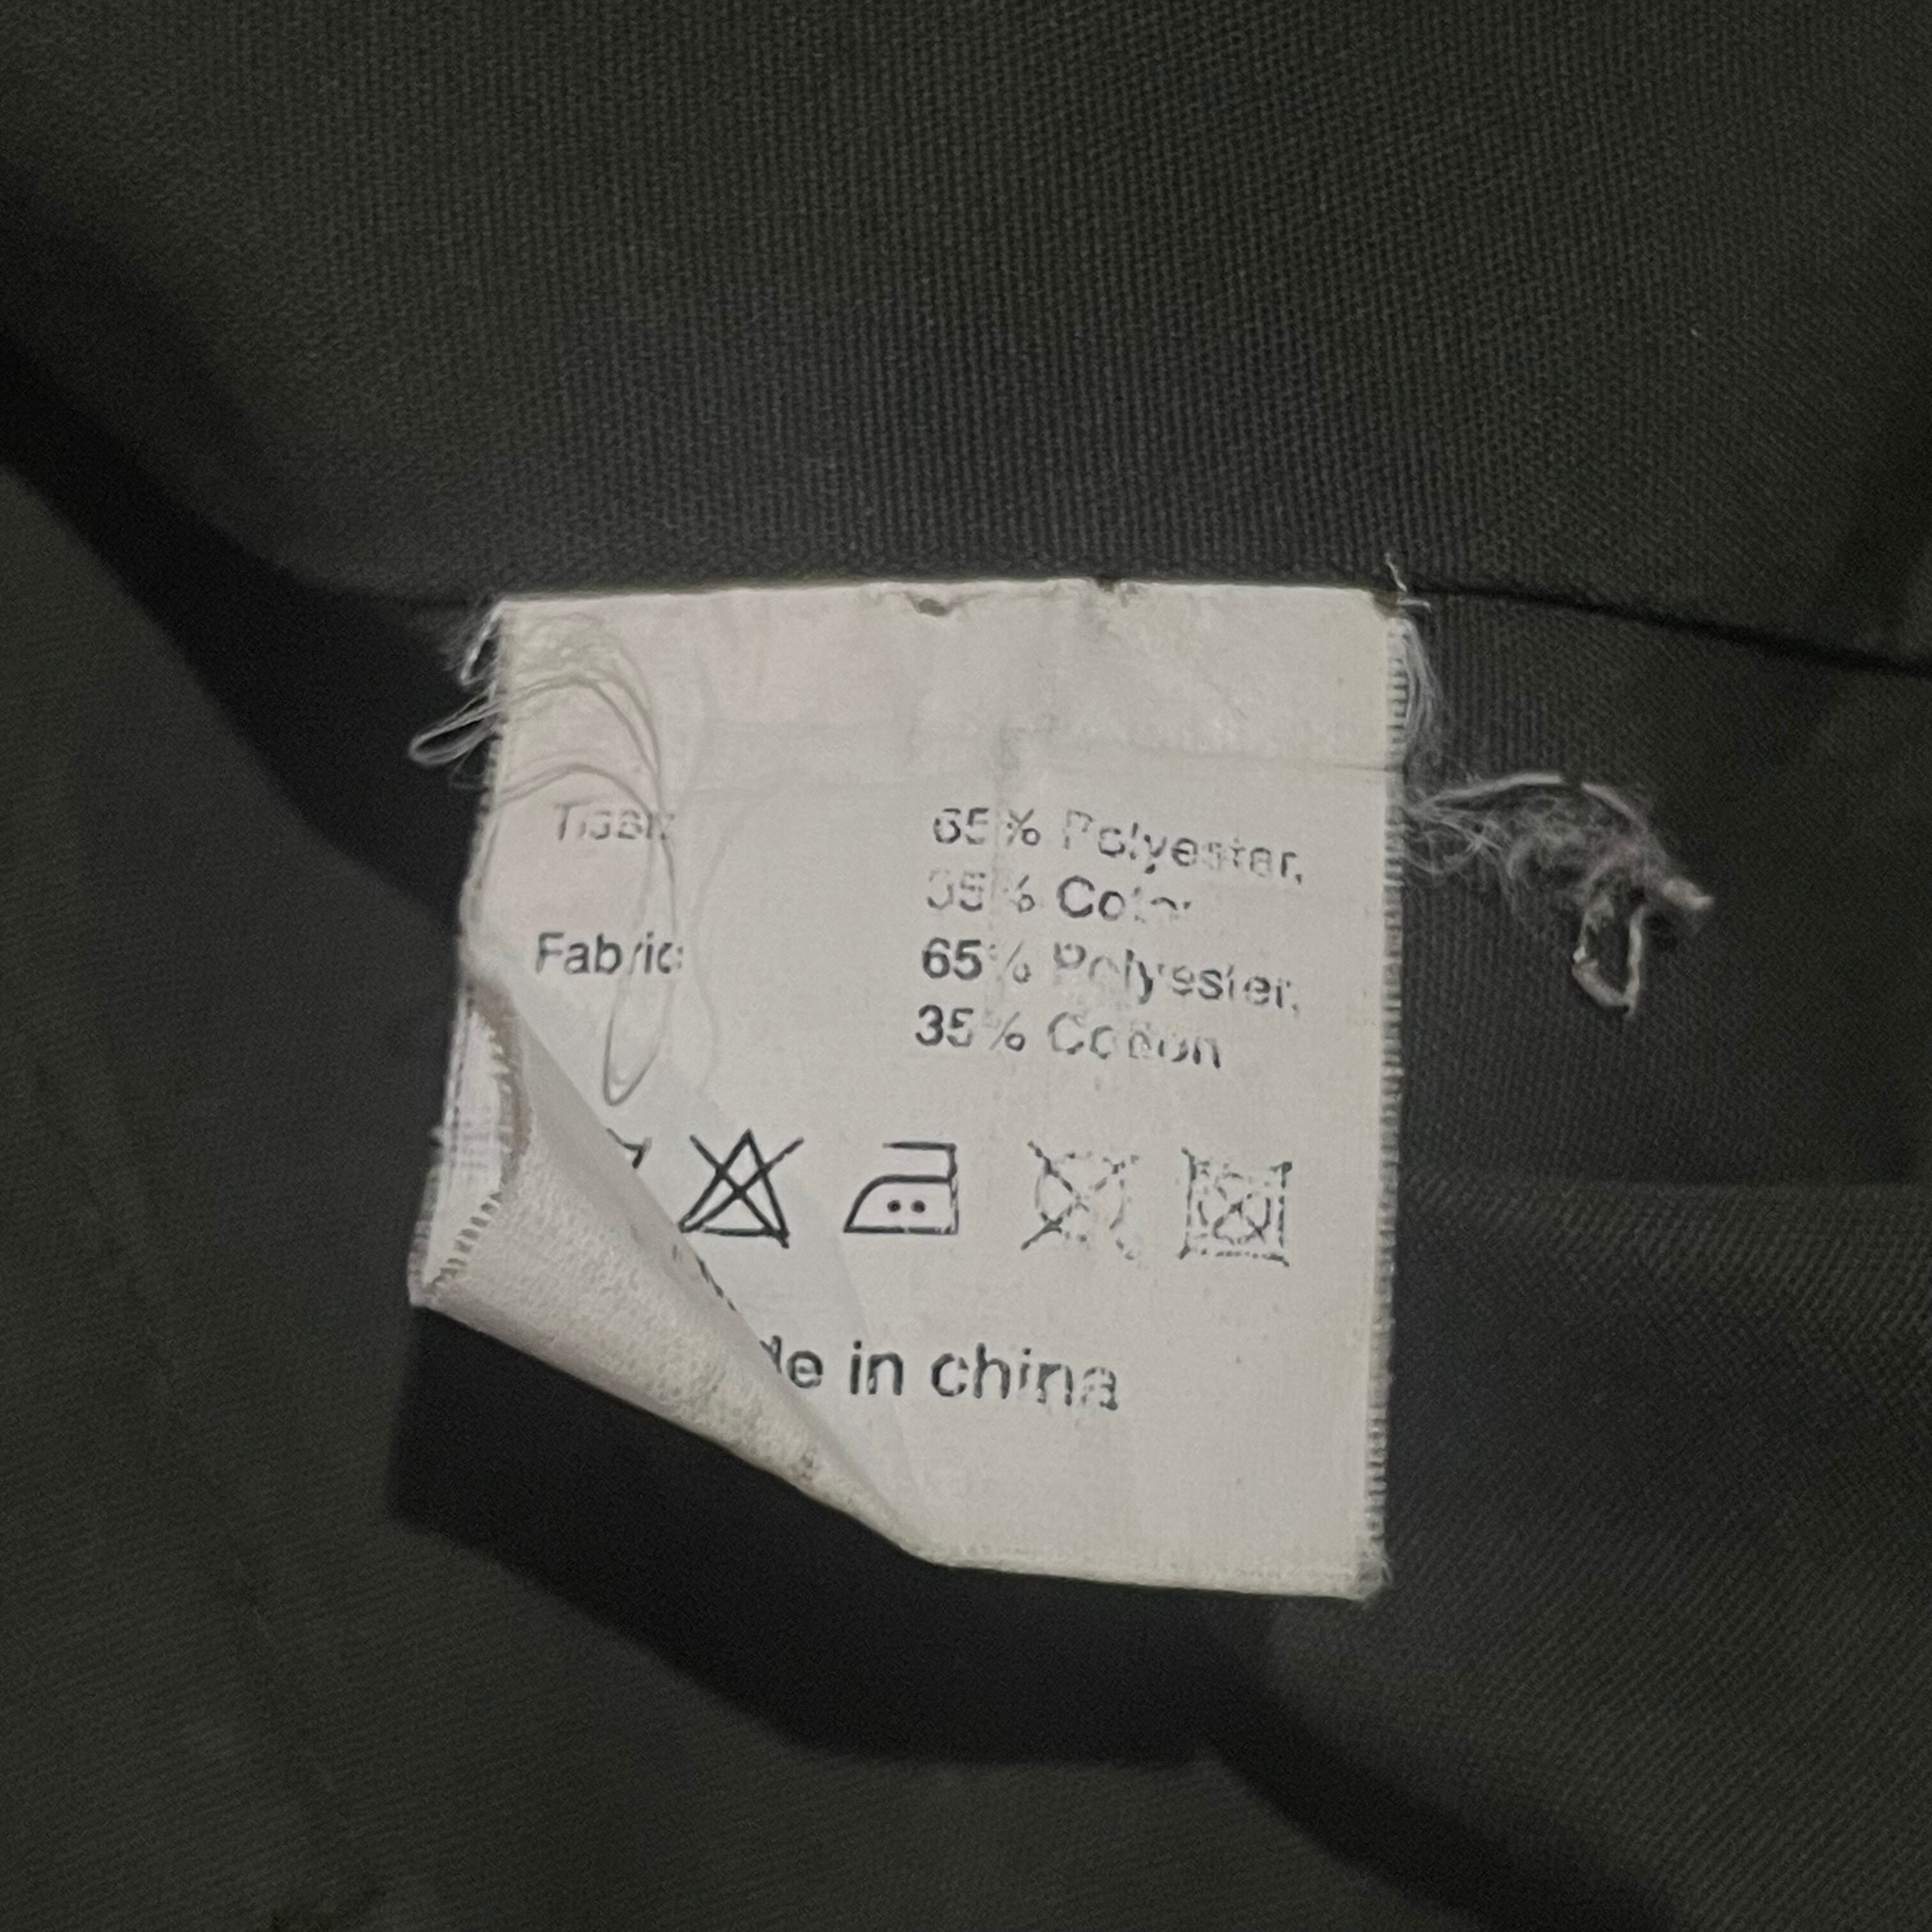 Tissu:
65% Polyester,
35% Coton
Fabric:
65% Polyester,
35% Cotton
de in china